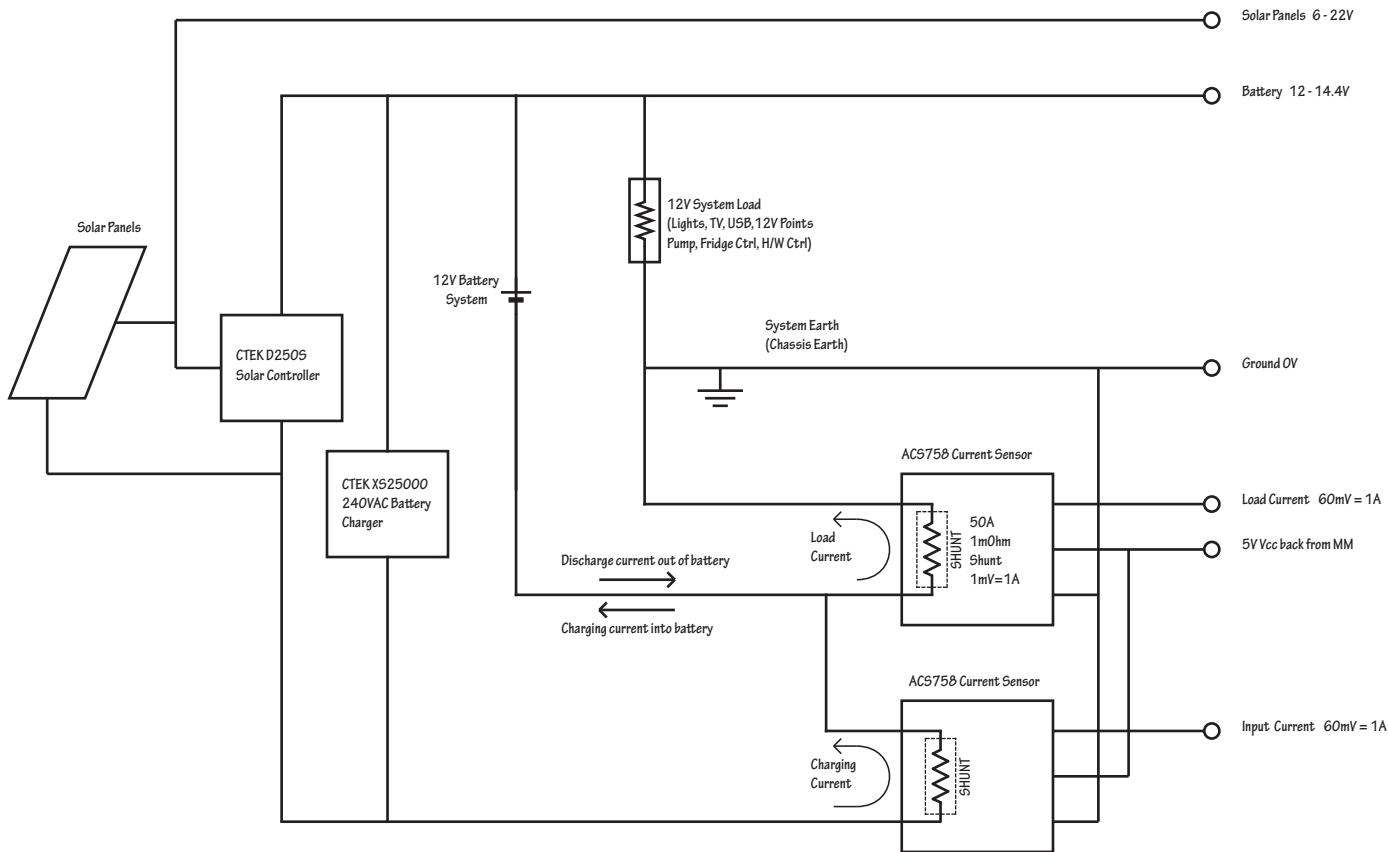 Solar Panels 6 - 22V
Battery 12 - 14.4V
12V System Load
(Lights, TV, USB, 12V Points
Pump, Fridge Ctrl, H/W Ctrl)
Solar Panels
12V Battery
System
System Earth
(Chassis Earth)
Ground 0V
CTEK D250S
Solar Controller
ACS758 Current Sensor
CTEK XS25000
240VAC Battery
Charger
Load Current 60mV = 1A
50A
1mOhm
Shunt
1mV=1A
SHUNT
Load
Current
5V Vcc back from MM
Discharge current out of battery
Charging current into battery
ACS758 Current Sensor
Input Current 60mV = 1A
Charging
Current
SHUNT